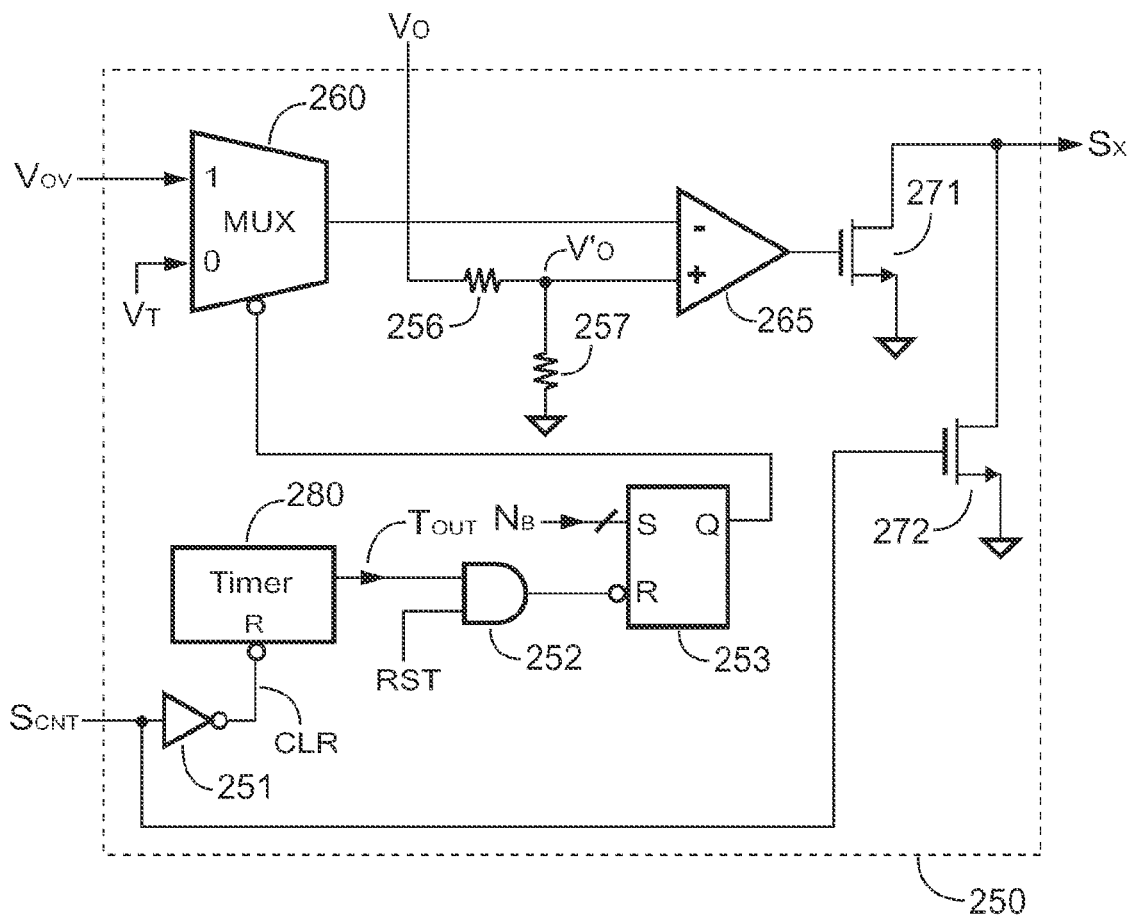 VO
260
VOV
1
MUX
0
VT
SX
271
-
+
V'O
256
257
265
272
280
TOUT
NB
S
Q
R
Timer
R
252
253
RST
SCNT
CLR
251
250